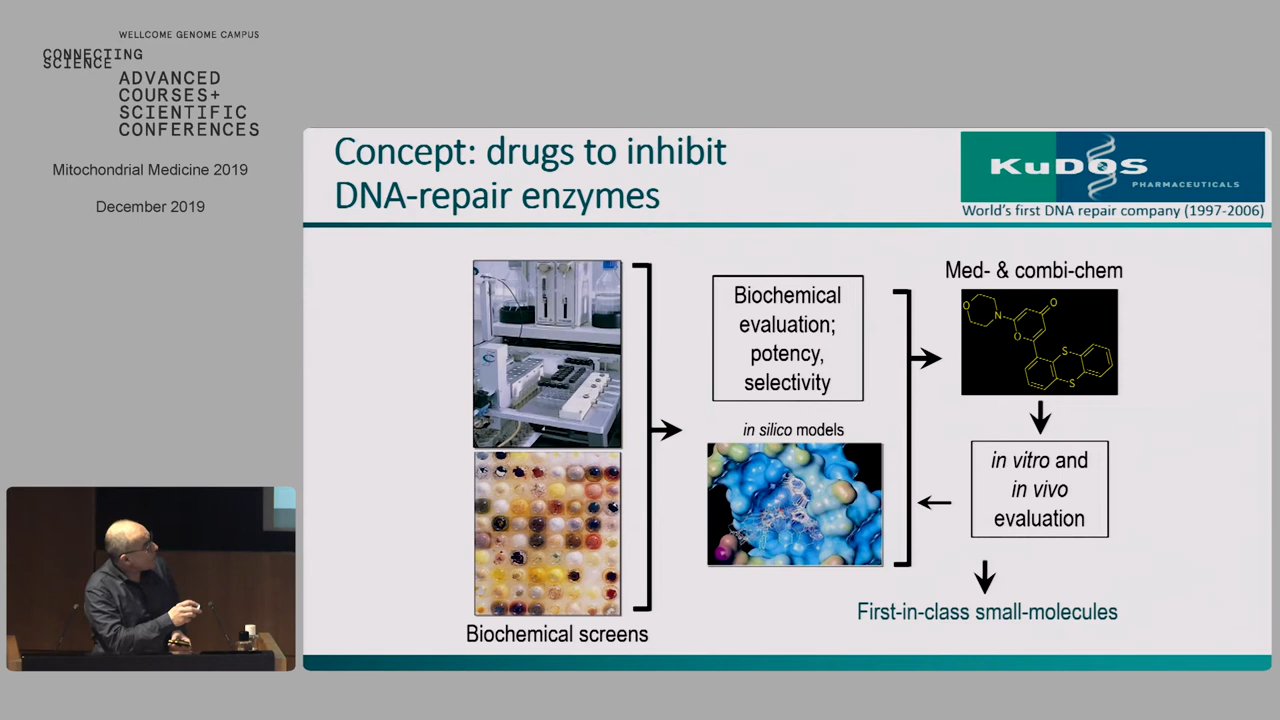 WELLCOME GENOME CAMPUS
CONNECTING
SCIENCE
ADVANCED
COURSES+
SCIENTIFIC
CONFERENCES
Mitochondrial Medicine 2019
December 2019
Concept: drugs to inhibit
DNA-repair enzymes
KuDOS
PHARMACEUTICALS
World's first DNA repair company (1997-2006)
Biochemical screens
Biochemical
evaluation;
potency,
selectivity
in silico models
Med- & combi-chem
O
N
O
O
S
S
in vitro and
in vivo
evaluation
First-in-class small-molecules